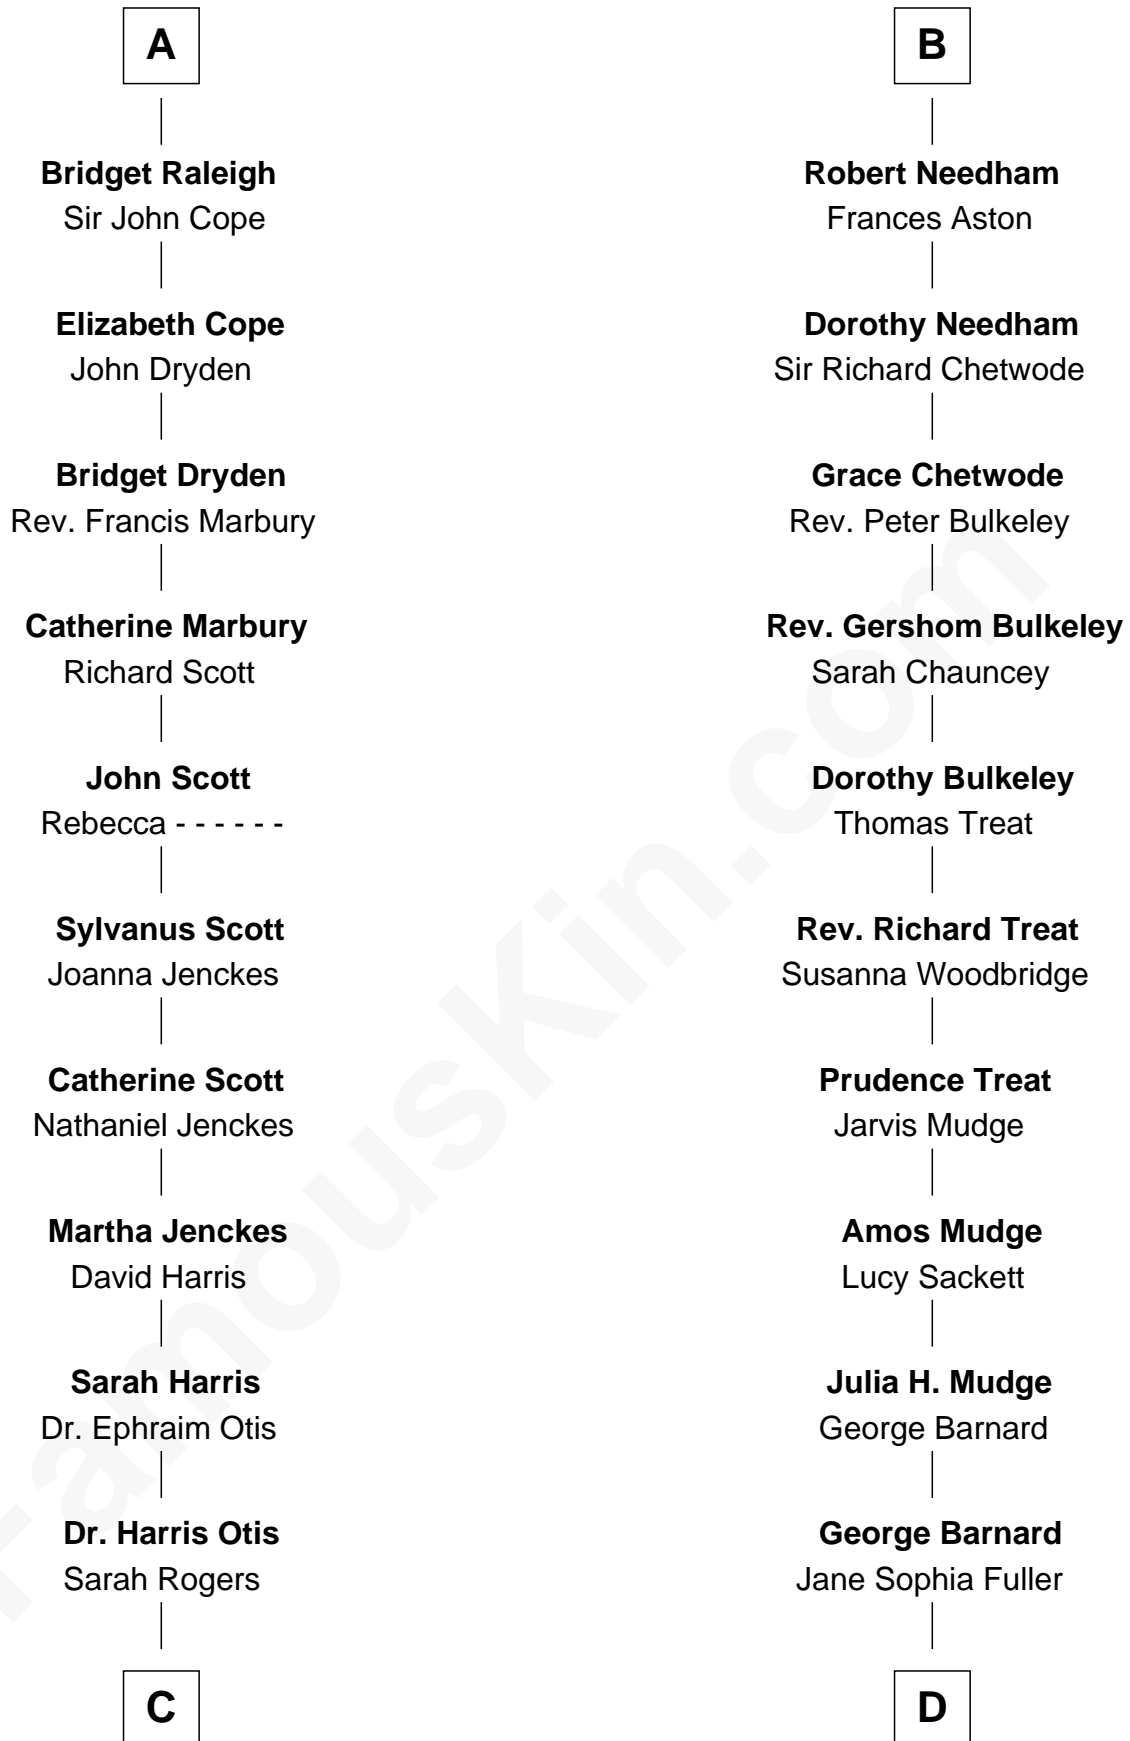 A
Bridget Raleigh
Sir John Cope
Elizabeth Cope
John Dryden
Bridget Dryden
Rev. Francis Marbury
Catherine Marbury
Richard Scott
John Scott
Rebecca - - - - - -
Sylvanus Scott
Joanna Jenckes
Catherine Scott
Nathaniel Jenckes
Martha Jenckes
David Harris
Sarah Harris
Dr. Ephraim Otis
Dr. Harris Otis
Sarah Rogers
C
B
Robert Needham
Frances Aston
Dorothy Needham
Sir Richard Chetwode
Grace Chetwode
Rev. Peter Bulkeley
Rev. Gershom Bulkeley
Sarah Chauncey
Dorothy Bulkeley
Thomas Treat
Rev. Richard Treat
Susanna Woodbridge
Prudence Treat
Jarvis Mudge
Amos Mudge
Lucy Sackett
Julia H. Mudge
George Barnard
George Barnard
Jane Sophia Fuller
D
FamousKin.com